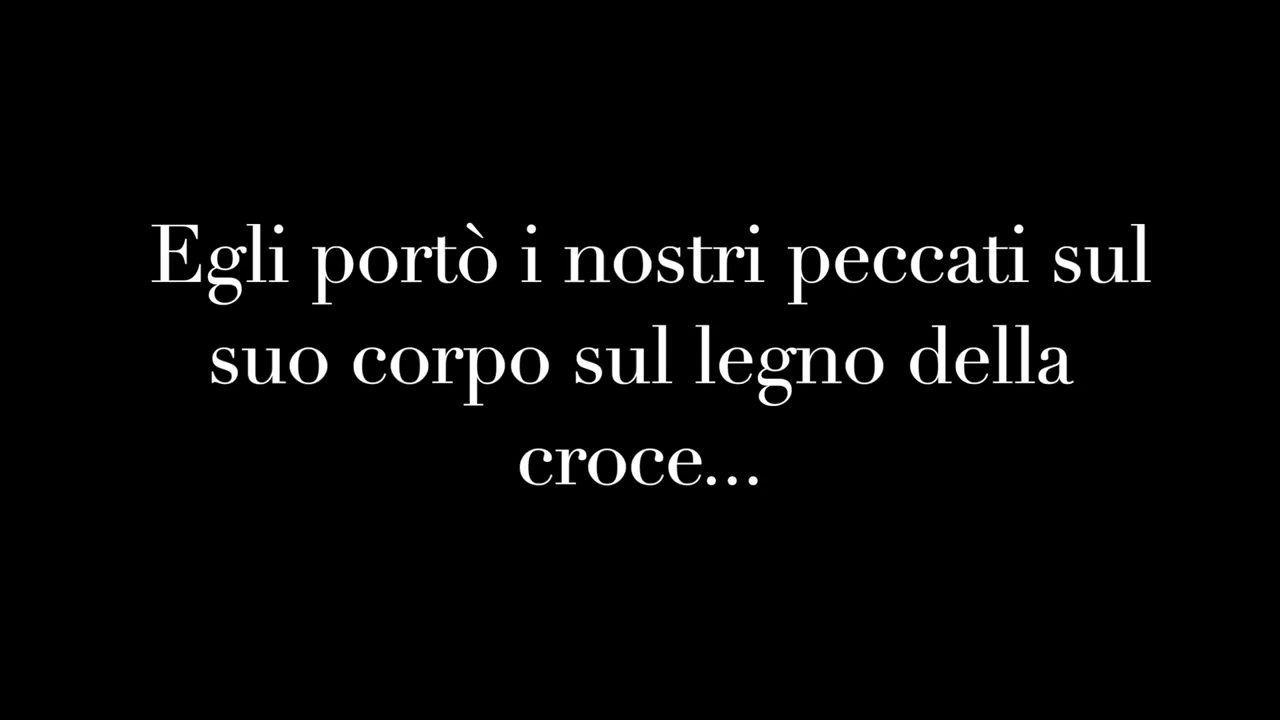 Egli portò i nostri peccati sul
suo corpo sul legno della
croce...